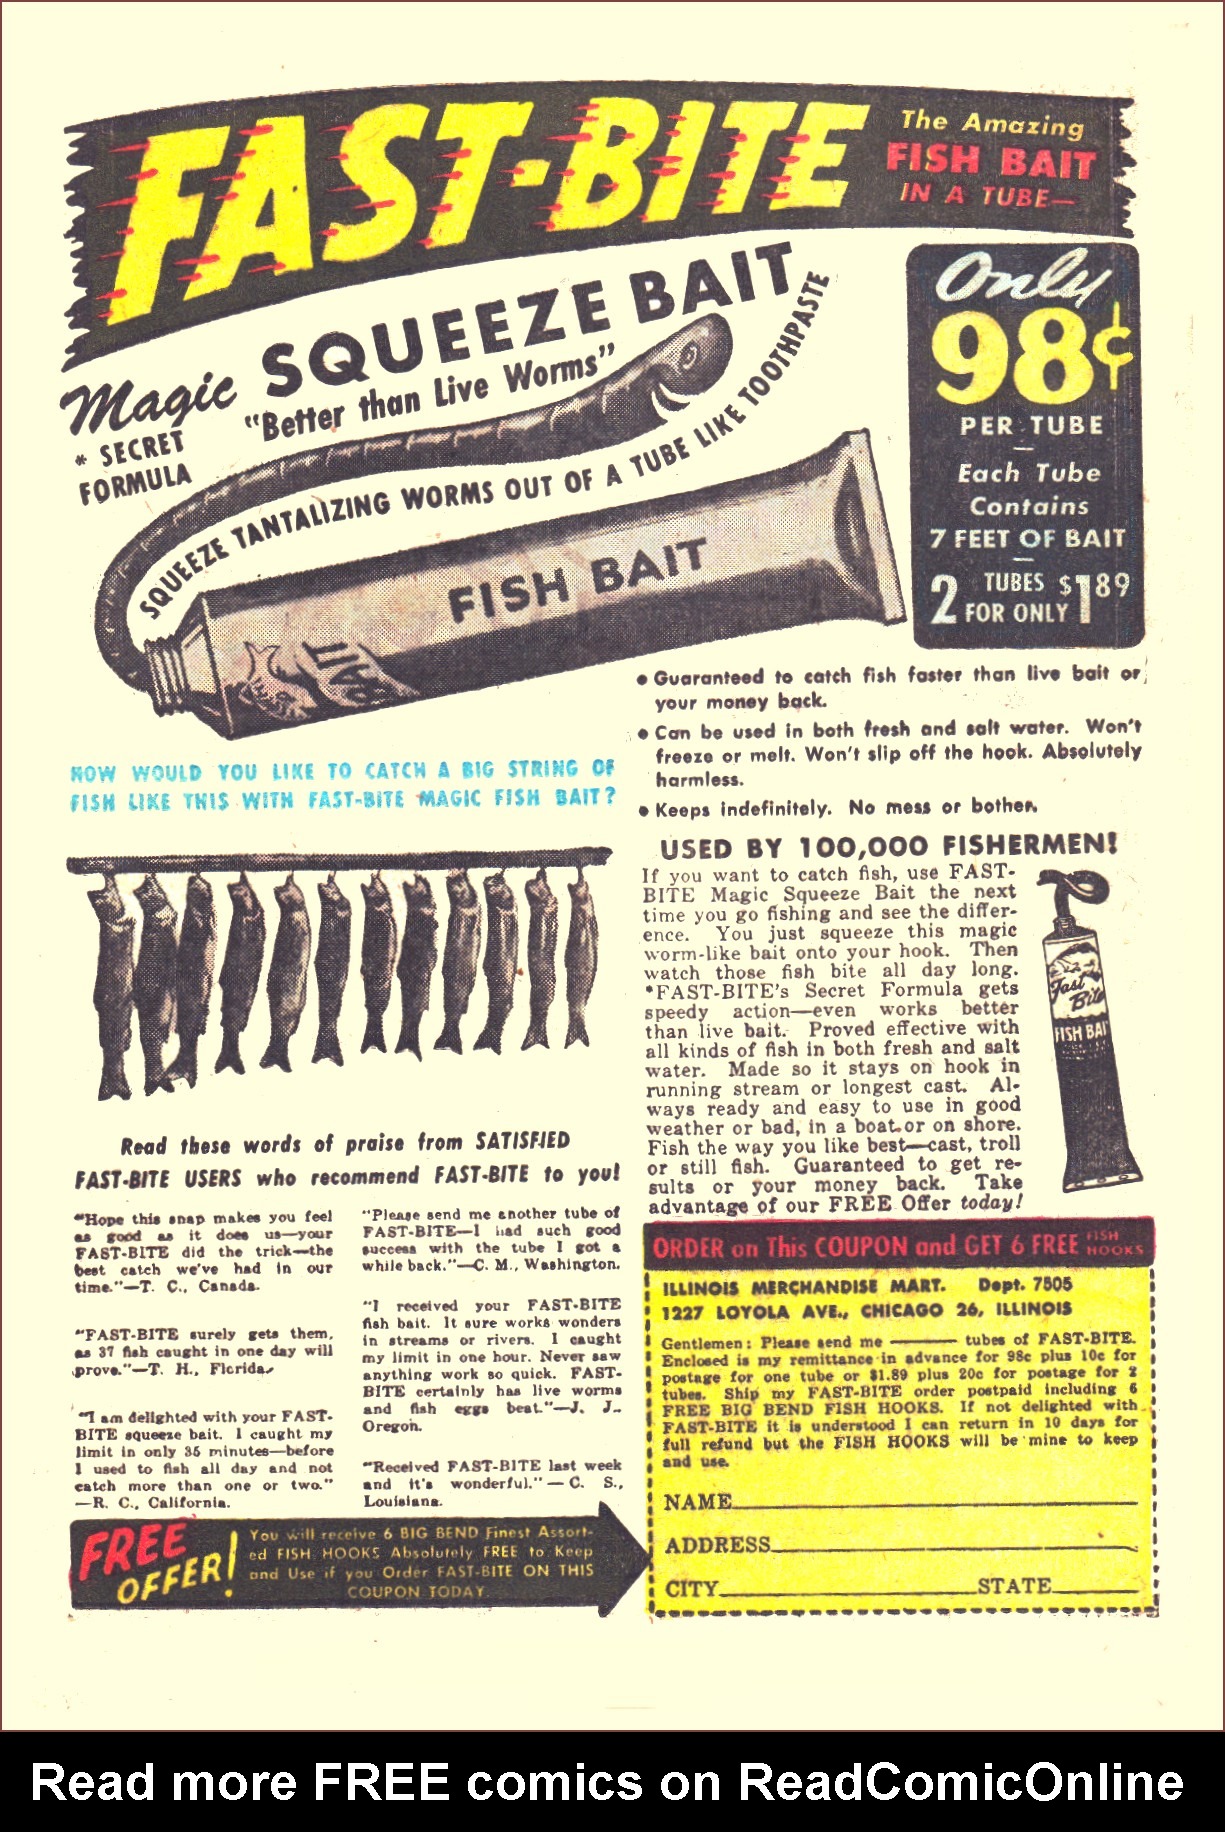 FAST-BITE
The Amazing
FISH BAIT
IN A TUBE—
Magic SQUEEZE BAIT
"Better than Live Worms"
* SECRET
FORMULA
SQUEEZE TANTALIZING WORMS OUT OF A TUBE LIKE TOOTHPASTE
FISH BAIT
BAIT
Only
98¢
PER TUBE
Each Tube
Contains
7 FEET OF BAIT
2 TUBES FOR ONLY $1 89
• Guaranteed to catch fish faster than live bait or
your money back.
• Can be used in both fresh and salt water. Won't
freeze or melt. Won't slip off the hook. Absolutely
harmless.
• Keeps indefinitely. No mess or bother.
HOW WOULD YOU LIKE TO CATCH A BIG STRING OF
FISH LIKE THIS WITH FAST-BITE MAGIC FISH BAIT?
USED BY 100,000 FISHERMEN!
If you want to catch fish, use FAST-
BITE Magic Squeeze Bait the next
time you go fishing and see the differ-
ence. You just squeeze this magic
worm-like bait onto your hook. Then
watch those fish bite all day long.
*FAST-BITE's Secret Formula gets
speedy action—even works better
than live bait. Proved effective with
all kinds of fish in both fresh and salt
water. Made so it stays on hook in
running stream or longest cast. Al-
ways ready and easy to use in good
weather or bad, in a boat or on shore.
Fish the way you like best—cast, troll
or still fish. Guaranteed to get re-
sults or your money back. Take
advantage of our FREE Offer today!
Fast
Bite
FISH BAIT
Read these words of praise from SATISFIED
FAST-BITE USERS who recommend FAST-BITE to you!
"Hope this snap makes you feel
as good as it does us—your
FAST-BITE did the trick—the
best catch we've had in our
time."—T. C., Canada.
"FAST-BITE surely gets them,
as 37 fish caught in one day will
prove."—T. H., Florida.
"I am delighted with your FAST-
BITE squeeze bait. I caught my
limit in only 35 minutes—before
I used to fish all day and not
catch more than one or two."
—R. C., California.
"Please send me another tube of
FAST-BITE—I had such good
success with the tube I got a
while back."—C. M., Washington.
"I received your FAST-BITE
fish bait. It sure works wonders
in streams or rivers. I caught
my limit in one hour. Never saw
anything work so quick. FAST-
BITE certainly has live worms
and fish eggs beat."—J. J.,
Oregon.
"Received FAST-BITE last week
and it's wonderful." — C. S.,
Louisiana.
FREE
OFFER!
You will receive 6 BIG BEND Finest Assort-
ed FISH HOOKS Absolutely FREE to Keep
and Use if you Order FAST-BITE ON THIS
COUPON TODAY.
ORDER on This COUPON and GET 6 FREE FISH HOOKS
ILLINOIS MERCHANDISE MART. Dept. 7505
1227 LOYOLA AVE., CHICAGO 26, ILLINOIS
Gentlemen: Please send me ——— tubes of FAST-BITE.
Enclosed is my remittance in advance for 98c plus 10c for
postage for one tube or $1.89 plus 20c for postage for 2
tubes. Ship my FAST-BITE order postpaid including 6
FREE BIG BEND FISH HOOKS. If not delighted with
FAST-BITE it is understood I can return in 10 days for
full refund but the FISH HOOKS will be mine to keep
and use.
NAME
ADDRESS
CITY STATE
Read more FREE comics on ReadComicOnline